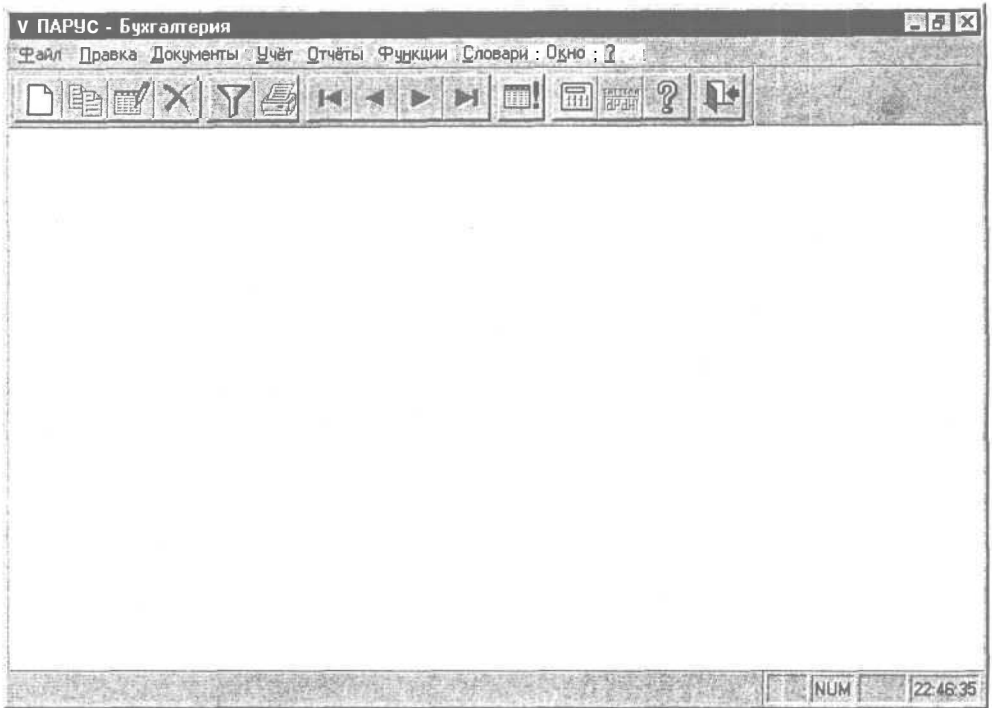 V ПАРУС - Бухгалтерия
Файл Правка Документы Учёт Отчёты Функции Словари Окно ?
NUM 22:46:35